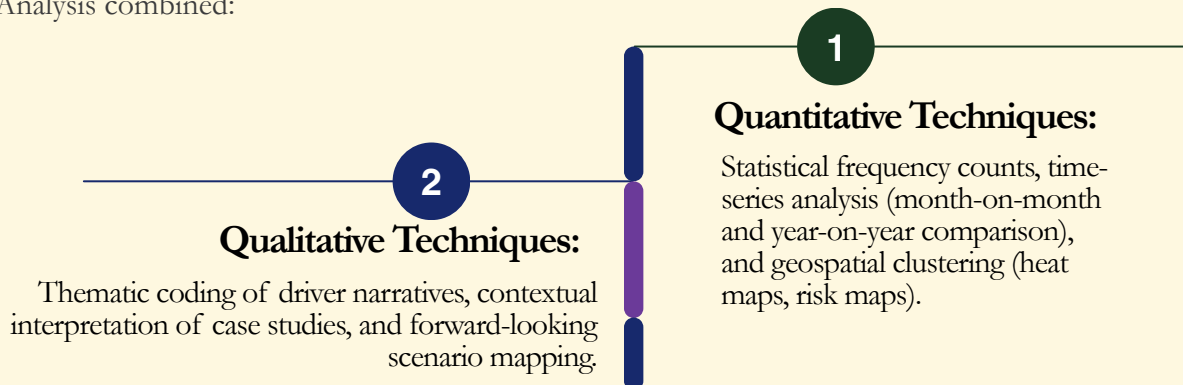 Analysis combined:
1
Quantitative Techniques:
Statistical frequency counts, time-
series analysis (month-on-month
and year-on-year comparison),
and geospatial clustering (heat
maps, risk maps).
2
Qualitative Techniques:
Thematic coding of driver narratives, contextual
interpretation of case studies, and forward-looking
scenario mapping.